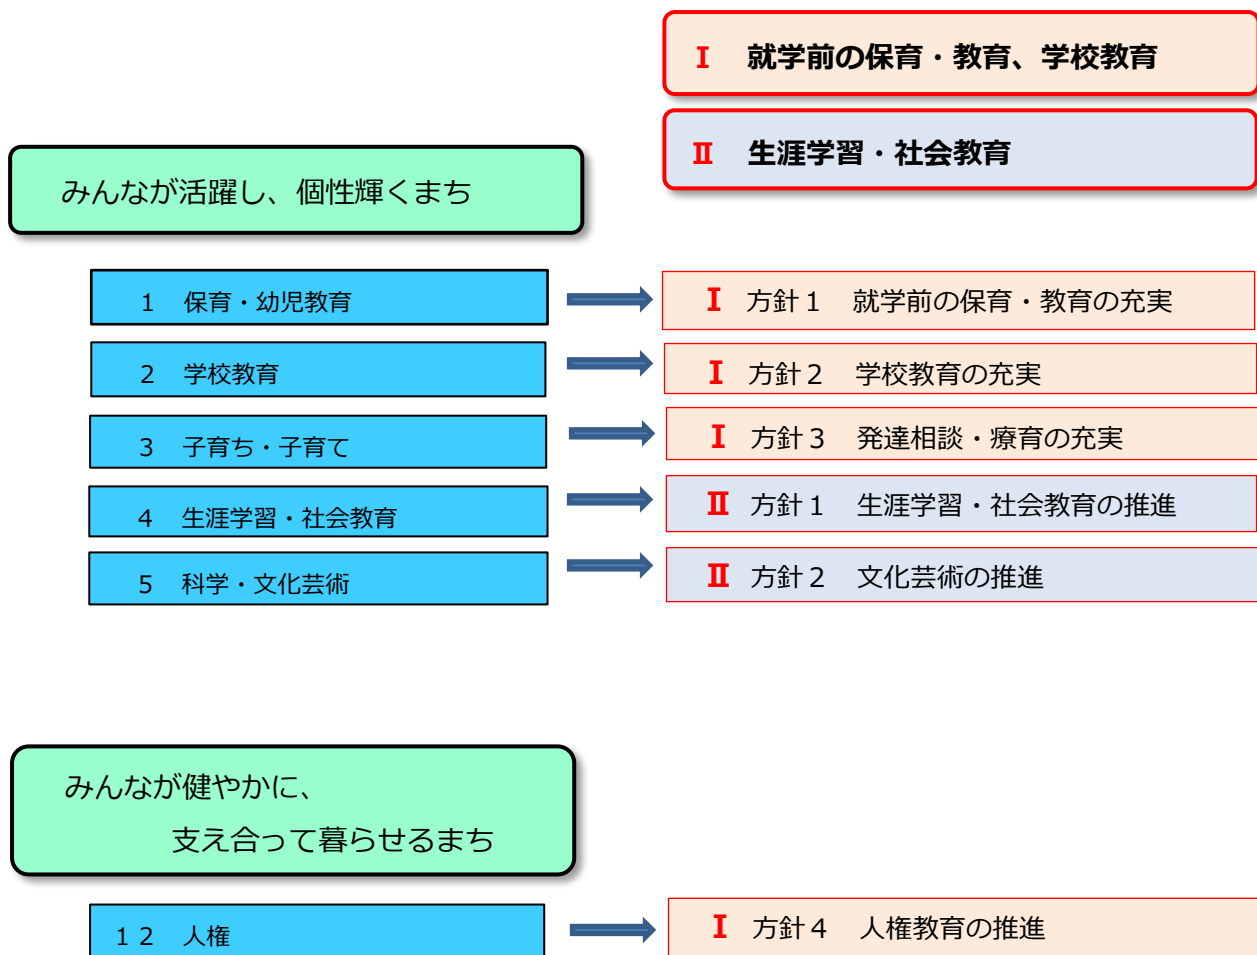 Ⅰ 就学前の保育・教育、学校教育
Ⅱ 生涯学習・社会教育
みんなが活躍し、個性輝くまち
1 保育・幼児教育
Ⅰ 方針1 就学前の保育・教育の充実
2 学校教育
Ⅰ 方針2 学校教育の充実
3 子育ち・子育て
Ⅰ 方針3 発達相談・療育の充実
4 生涯学習・社会教育
Ⅱ 方針1 生涯学習・社会教育の推進
5 科学・文化芸術
Ⅱ 方針2 文化芸術の推進
みんなが健やかに、
支え合って暮らせるまち
12 人権
Ⅰ 方針4 人権教育の推進